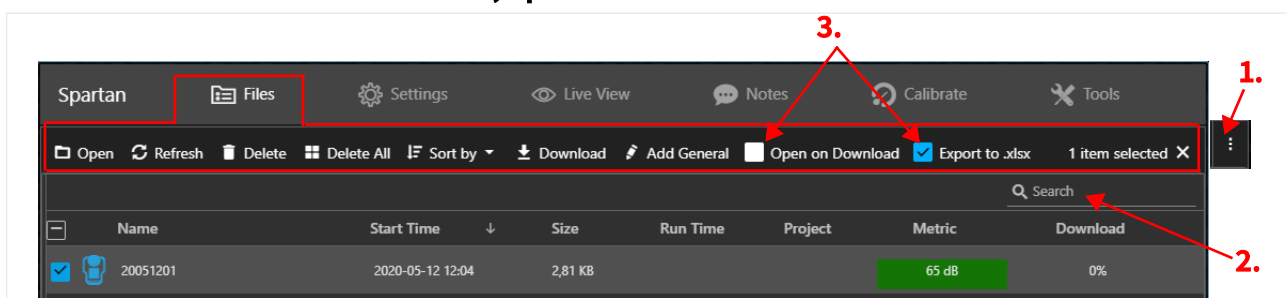 3.
1.
Spartan Files Settings Live View Notes Calibrate Tools
Open Refresh Delete Delete All Sort by Download Add General Open on Download Export to .xlsx 1 item selected
Search
Name Start Time Size Run Time Project Metric Download
20051201 2020-05-12 12:04 2,81 KB 65 dB 0%
2.